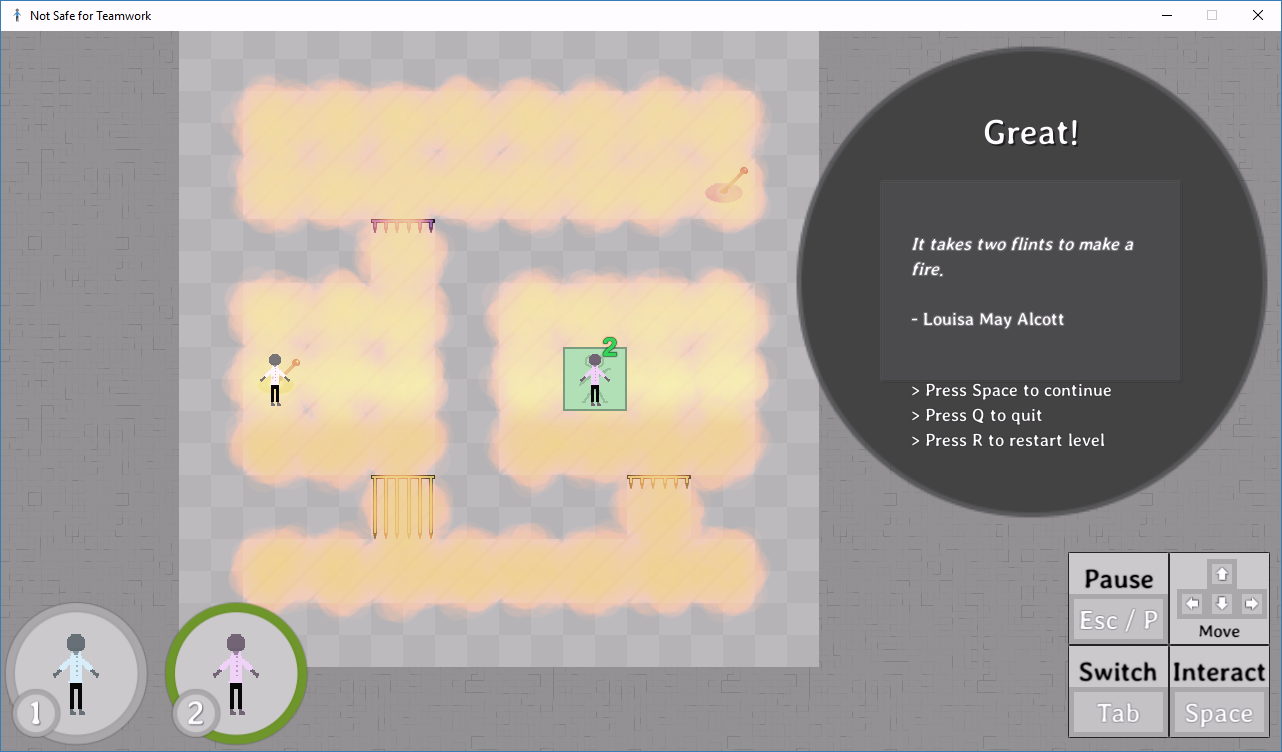 Not Safe for Teamwork
Great!
It takes two flints to make a
fire.
- Louisa May Alcott
> Press Space to continue
> Press Q to quit
> Press R to restart level
2
Pause
Esc / P
Move
Switch
Tab
Interact
Space
1
2